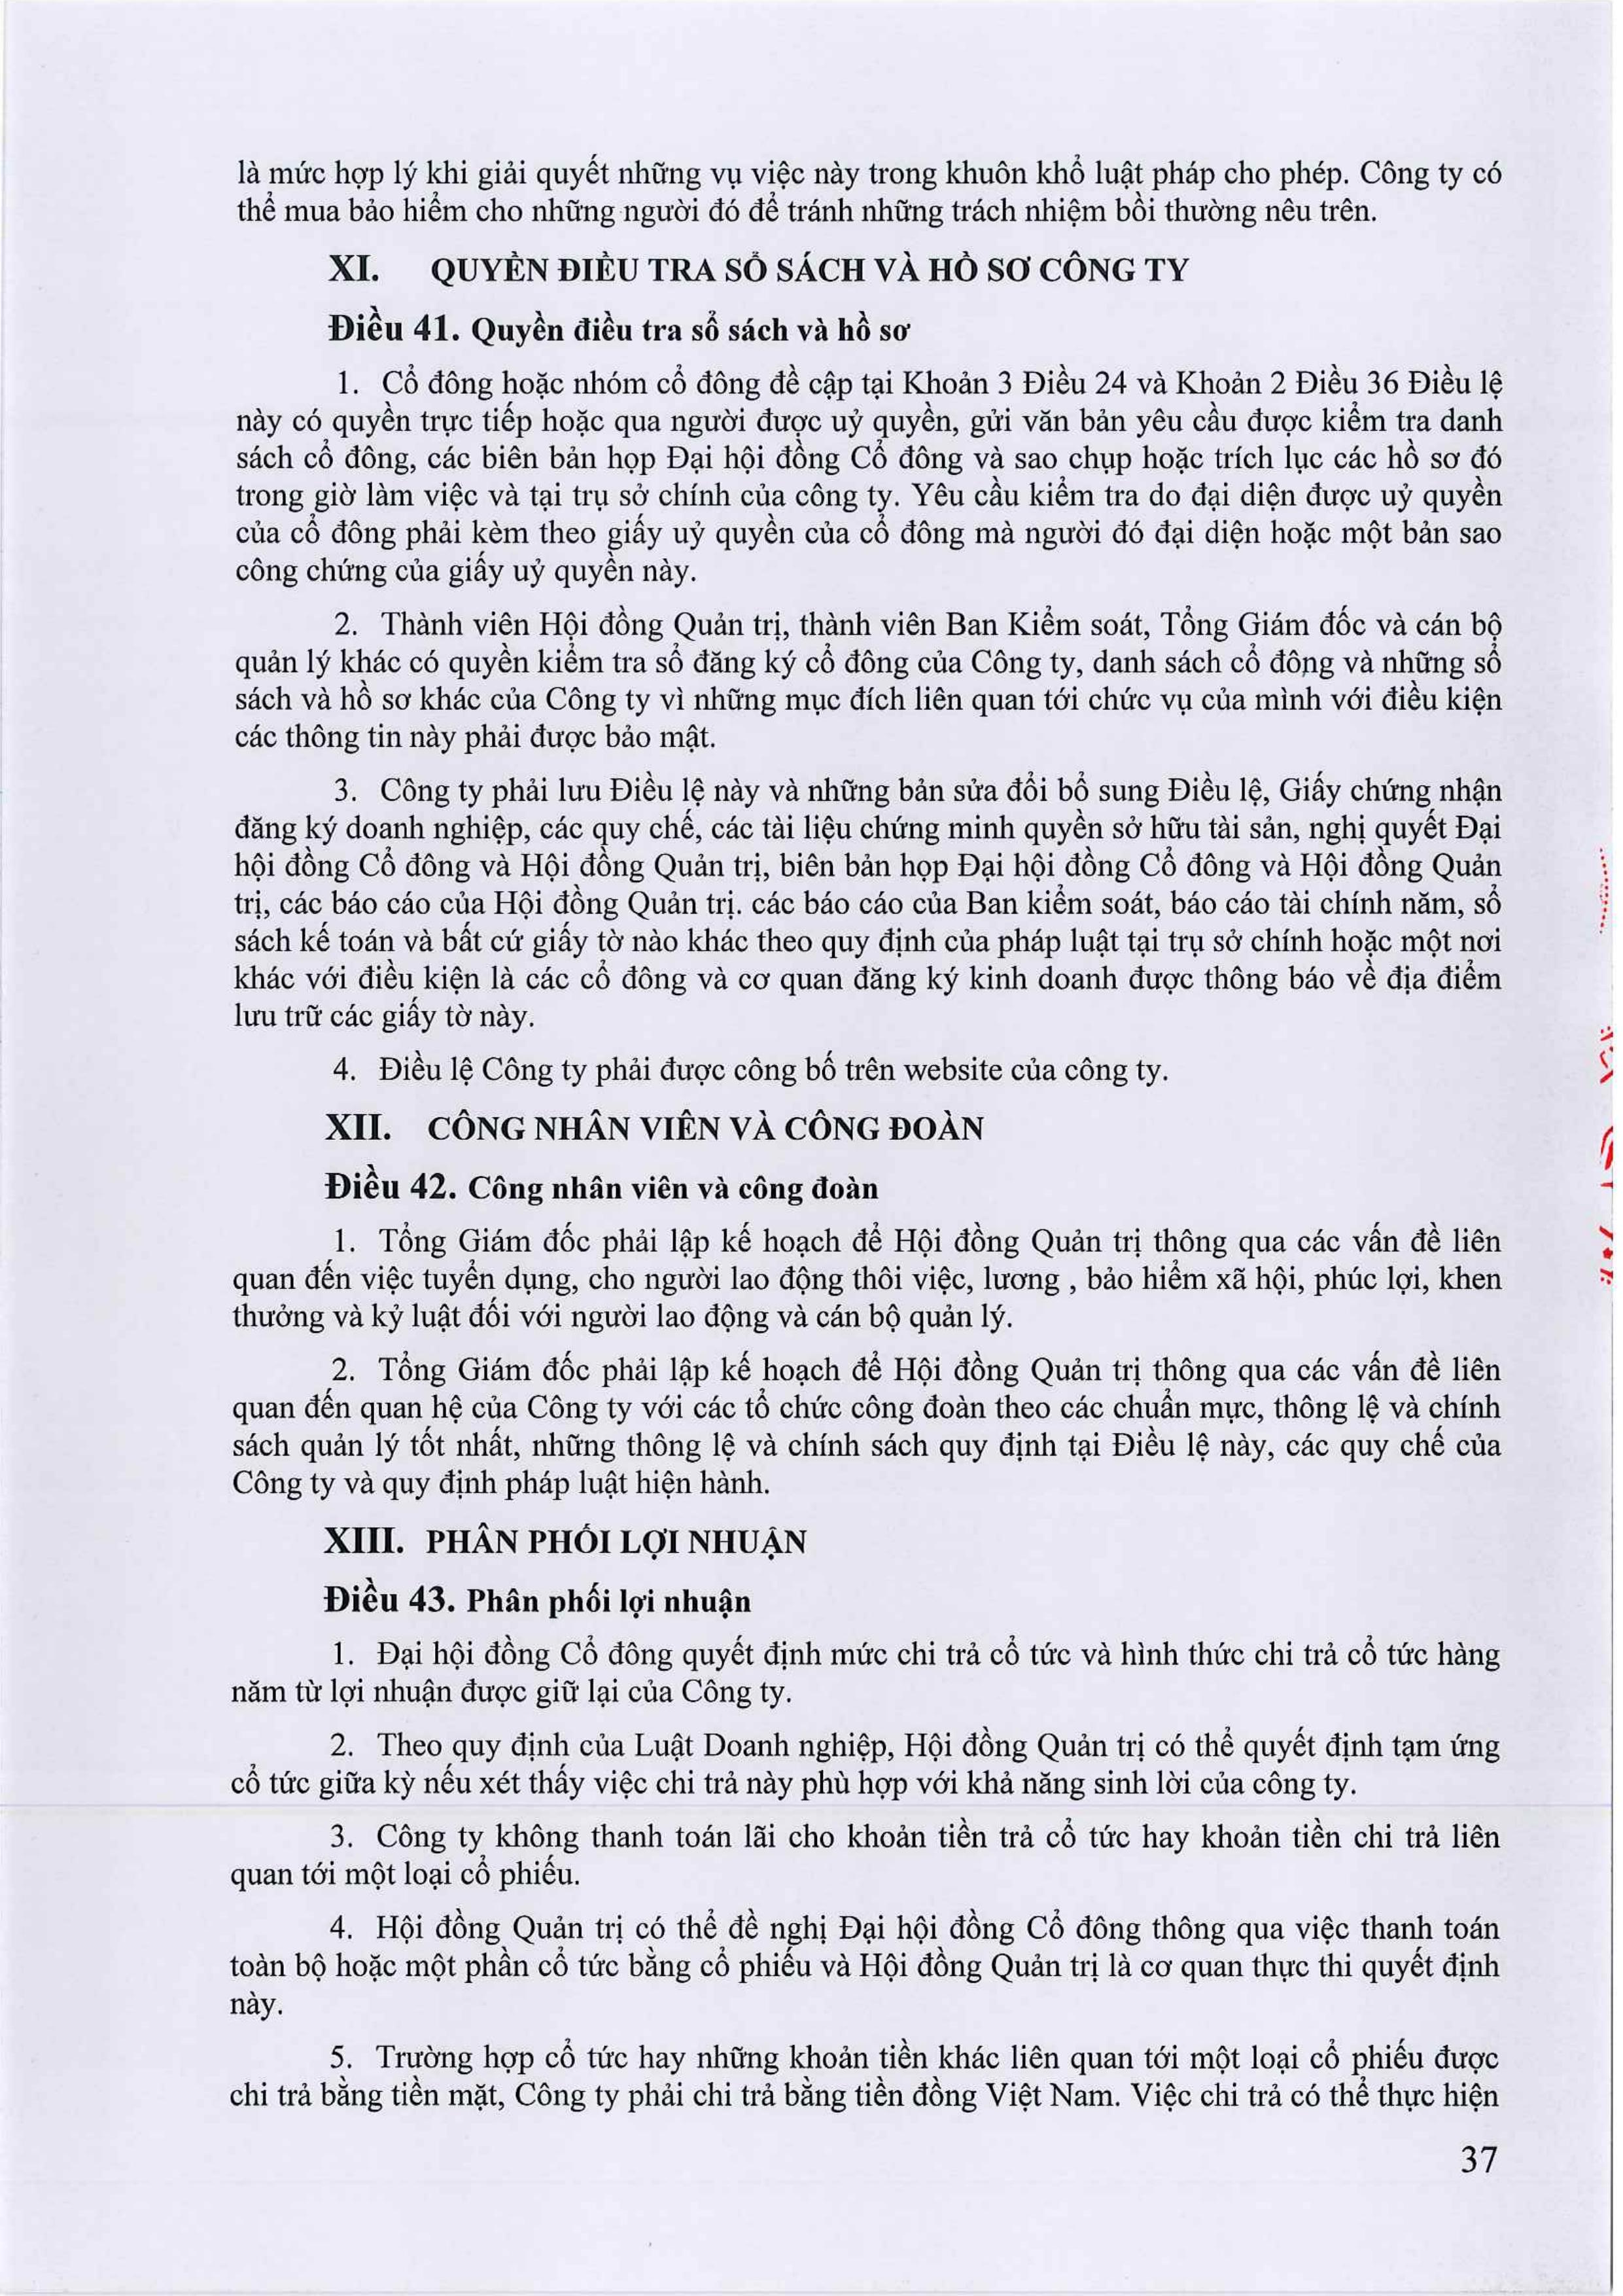 là mức hợp lý khi giải quyết những vụ việc này trong khuôn khổ luật pháp cho phép. Công ty có
thể mua bảo hiểm cho những người đó để tránh những trách nhiệm bồi thường nêu trên.
XI. QUYỀN ĐIỀU TRA SỔ SÁCH VÀ HỒ SƠ CÔNG TY
Điều 41. Quyền điều tra sổ sách và hồ sơ
1. Cổ đông hoặc nhóm cổ đông đề cập tại Khoản 3 Điều 24 và Khoản 2 Điều 36 Điều lệ
này có quyền trực tiếp hoặc qua người được uỷ quyền, gửi văn bản yêu cầu được kiểm tra danh
sách cổ đông, các biên bản họp Đại hội đồng Cổ đông và sao chụp hoặc trích lục các hồ sơ đó
trong giờ làm việc và tại trụ sở chính của công ty. Yêu cầu kiểm tra do đại diện được uỷ quyền
của cổ đông phải kèm theo giấy uỷ quyền của cổ đông mà người đó đại diện hoặc một bản sao
công chứng của giấy uỷ quyền này.
2. Thành viên Hội đồng Quản trị, thành viên Ban Kiểm soát, Tổng Giám đốc và cán bộ
quản lý khác có quyền kiểm tra sổ đăng ký cổ đông của Công ty, danh sách cổ đông và những sổ
sách và hồ sơ khác của Công ty vì những mục đích liên quan tới chức vụ của mình với điều kiện
các thông tin này phải được bảo mật.
3. Công ty phải lưu Điều lệ này và những bản sửa đổi bổ sung Điều lệ, Giấy chứng nhận
đăng ký doanh nghiệp, các quy chế, các tài liệu chứng minh quyền sở hữu tài sản, nghị quyết Đại
hội đồng Cổ đông và Hội đồng Quản trị, biên bản họp Đại hội đồng Cổ đông và Hội đồng Quản
trị, các báo cáo của Hội đồng Quản trị. các báo cáo của Ban kiểm soát, báo cáo tài chính năm, sổ
sách kế toán và bất cứ giấy tờ nào khác theo quy định của pháp luật tại trụ sở chính hoặc một nơi
khác với điều kiện là các cổ đông và cơ quan đăng ký kinh doanh được thông báo về địa điểm
lưu trữ các giấy tờ này.
4. Điều lệ Công ty phải được công bố trên website của công ty.
XII. CÔNG NHÂN VIÊN VÀ CÔNG ĐOÀN
Điều 42. Công nhân viên và công đoàn
1. Tổng Giám đốc phải lập kế hoạch để Hội đồng Quản trị thông qua các vấn đề liên
quan đến việc tuyển dụng, cho người lao động thôi việc, lương , bảo hiểm xã hội, phúc lợi, khen
thưởng và kỷ luật đối với người lao động và cán bộ quản lý.
2. Tổng Giám đốc phải lập kế hoạch để Hội đồng Quản trị thông qua các vấn đề liên
quan đến quan hệ của Công ty với các tổ chức công đoàn theo các chuẩn mực, thông lệ và chính
sách quản lý tốt nhất, những thông lệ và chính sách quy định tại Điều lệ này, các quy chế của
Công ty và quy định pháp luật hiện hành.
XIII. PHÂN PHỐI LỢI NHUẬN
Điều 43. Phân phối lợi nhuận
1. Đại hội đồng Cổ đông quyết định mức chi trả cổ tức và hình thức chi trả cổ tức hàng
năm từ lợi nhuận được giữ lại của Công ty.
2. Theo quy định của Luật Doanh nghiệp, Hội đồng Quản trị có thể quyết định tạm ứng
cổ tức giữa kỳ nếu xét thấy việc chi trả này phù hợp với khả năng sinh lời của công ty.
3. Công ty không thanh toán lãi cho khoản tiền trả cổ tức hay khoản tiền chi trả liên
quan tới một loại cổ phiếu.
4. Hội đồng Quản trị có thể đề nghị Đại hội đồng Cổ đông thông qua việc thanh toán
toàn bộ hoặc một phần cổ tức bằng cổ phiếu và Hội đồng Quản trị là cơ quan thực thi quyết định
này.
5. Trường hợp cổ tức hay những khoản tiền khác liên quan tới một loại cổ phiếu được
chi trả bằng tiền mặt, Công ty phải chi trả bằng tiền đồng Việt Nam. Việc chi trả có thể thực hiện
37